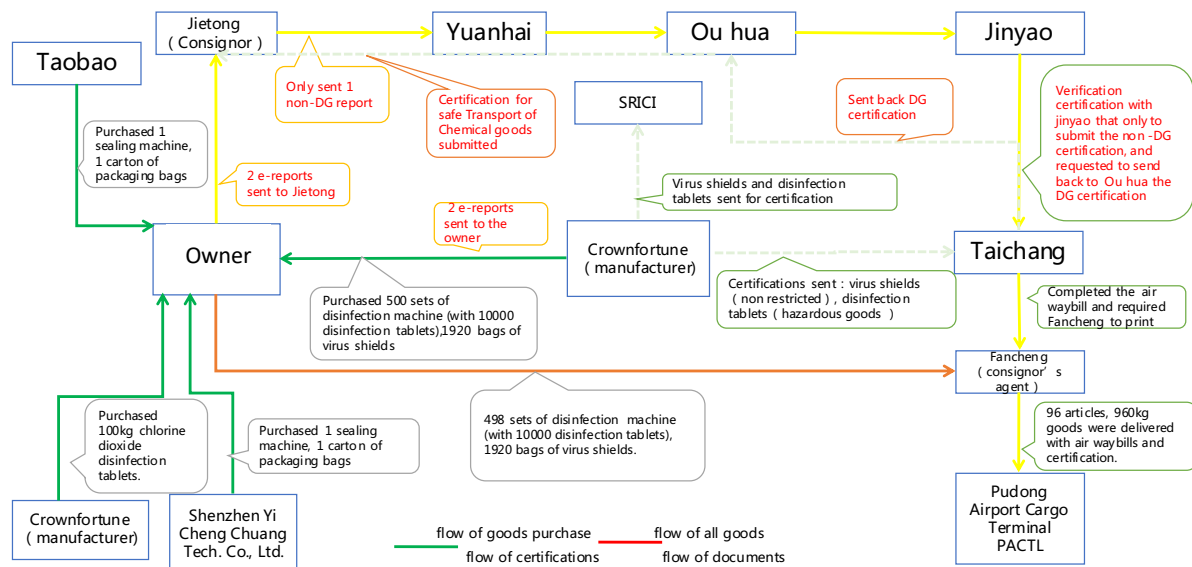 Jietong
(Consignor)
Yuanhai
Ou hua
Jinyao
Taobao
Only sent 1
non-DG report
Certification for
safe Transport of
Chemical goods
submitted
SRICI
Sent back DG
certification
Verification
certification with
jinyao that only to
submit the non -DG
certification, and
requested to send
back to Ou hua the
DG certification
Purchased 1
sealing machine,
1 carton of
packaging bags
2 e-reports
sent to Jietong
Virus shields and disinfection
tablets sent for certification
2 e-reports
sent to the
owner
Owner
Crownfortune
(manufacturer)
Taichang
Purchased 500 sets of
disinfection machine (with 10000
disinfection tablets),1920 bags of
virus shields
Certifications sent : virus shields
(non restricted) , disinfection
tablets (hazardous goods )
Completed the air
waybill and required
Fancheng to print
Fancheng
(consignor's
agent)
Purchased
100kg chlorine
dioxide
disinfection
tablets.
Purchased 1 sealing
machine, 1 carton of
packaging bags
498 sets of disinfection machine
(with 10000 disinfection tablets),
1920 bags of virus shields.
96 articles, 960kg
goods were delivered
with air waybills and
certification.
Crownfortune
(manufacturer)
Shenzhen Yi
Cheng Chuang
Tech. Co., Ltd.
Pudong
Airport Cargo
Terminal
PACTL
flow of goods purchase
flow of all goods
flow of certifications
flow of documents